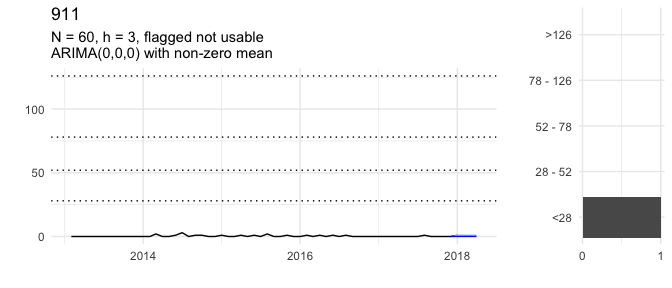 911
N = 60, h = 3, flagged not usable
ARIMA(0,0,0) with non-zero mean
100
50
0
2014
2016
2018
>126
78 - 126
52 - 78
28 - 52
<28
0
1